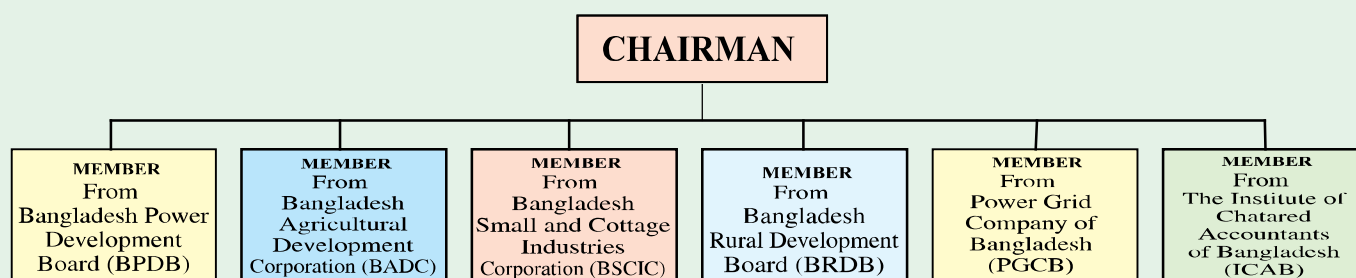 CHAIRMAN
MEMBER
From
Bangladesh Power
Development
Board (BPDB)
MEMBER
From
Bangladesh
Agricultural
Development
Corporation (BADC)
MEMBER
From
Bangladesh
Small and Cottage
Industries
Corporation (BSCIC)
MEMBER
From
Bangladesh
Rural Development
Board (BRDB)
MEMBER
From
Power Grid
Company of
Bangladesh
(PGCB)
MEMBER
From
The Institute of
Chatared
Accountants
of Bangladesh
(ICAB)